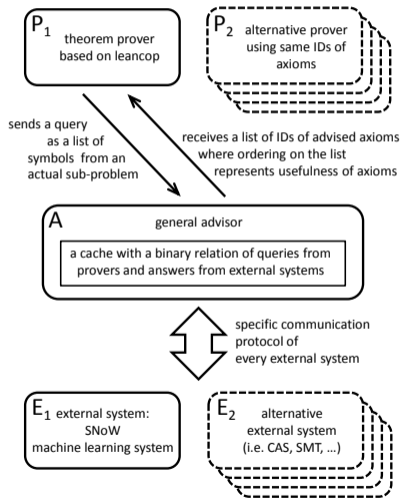 P1
theorem prover
based on leancop
P2
alternative prover
using same IDs of
axioms
sends a query
as a list of
symbols from an
actual sub-problem
receives a list of IDs of advised axioms
where ordering on the list
represents usefulness of axioms
A
general advisor
a cache with a binary relation of queries from
provers and answers from external systems
specific communication
protocol of
every external system
E1 external system:
SNoW
machine learning system
E2
alternative
external system
(i.e. CAS, SMT, ...)